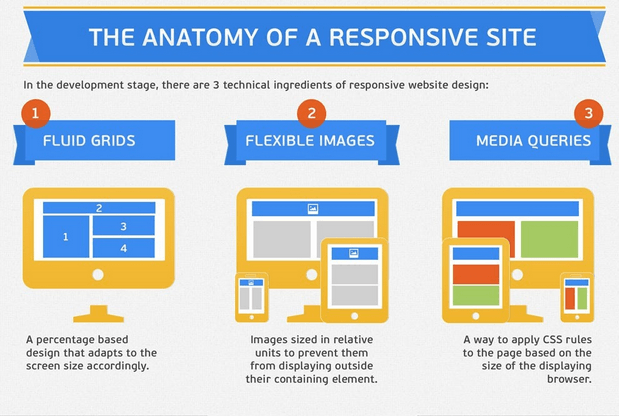 THE ANATOMY OF A RESPONSIVE SITE
In the development stage, there are 3 technical ingredients of responsive website design:
1
FLUID GRIDS
2
1
3
4
A percentage based
design that adapts to the
screen size accordingly.
2
FLEXIBLE IMAGES
Images sized in relative
units to prevent them
from displaying outside
their containing element.
3
MEDIA QUERIES
A way to apply CSS rules
to the page based on the
size of the displaying
browser.